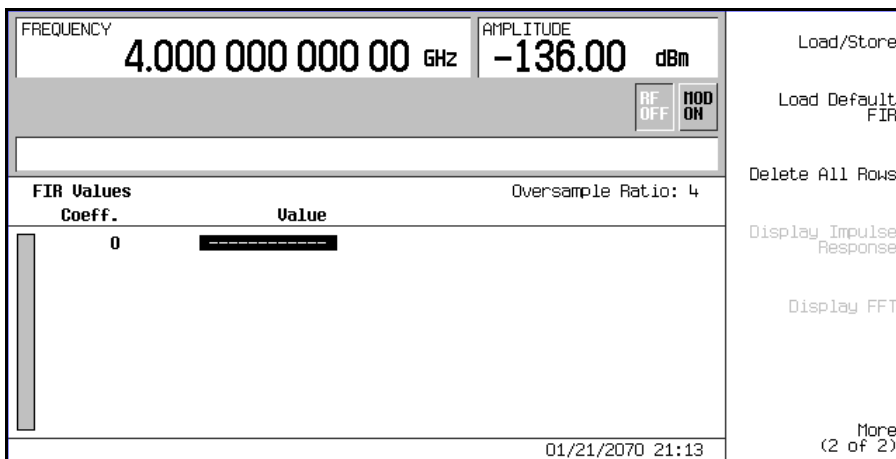 FREQUENCY
4.000 000 000 00 GHz
AMPLITUDE
-136.00 dBm
RF OFF
MOD ON
FIR Values
Oversample Ratio: 4
Coeff. Value
0 ------------
01/21/2070 21:13
Load/Store
Load Default
FIR
Delete All Rows
Display Impulse
Response
Display FFT
More
(2 of 2)